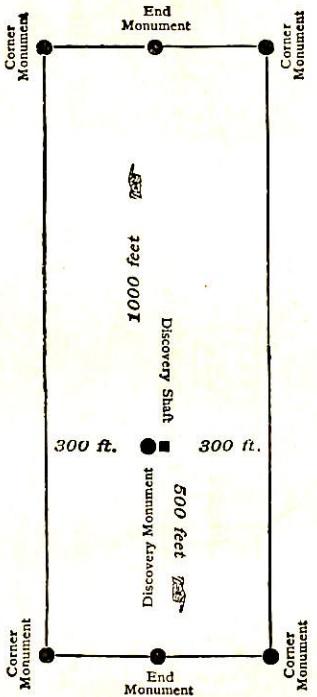 End
Monument
Corner
Monument
Corner
Monument
1000 feet
Discovery Shaft
300 ft.
300 ft.
Discovery Monument
500 feet
Corner
Monument
End
Monument
Corner
Monument